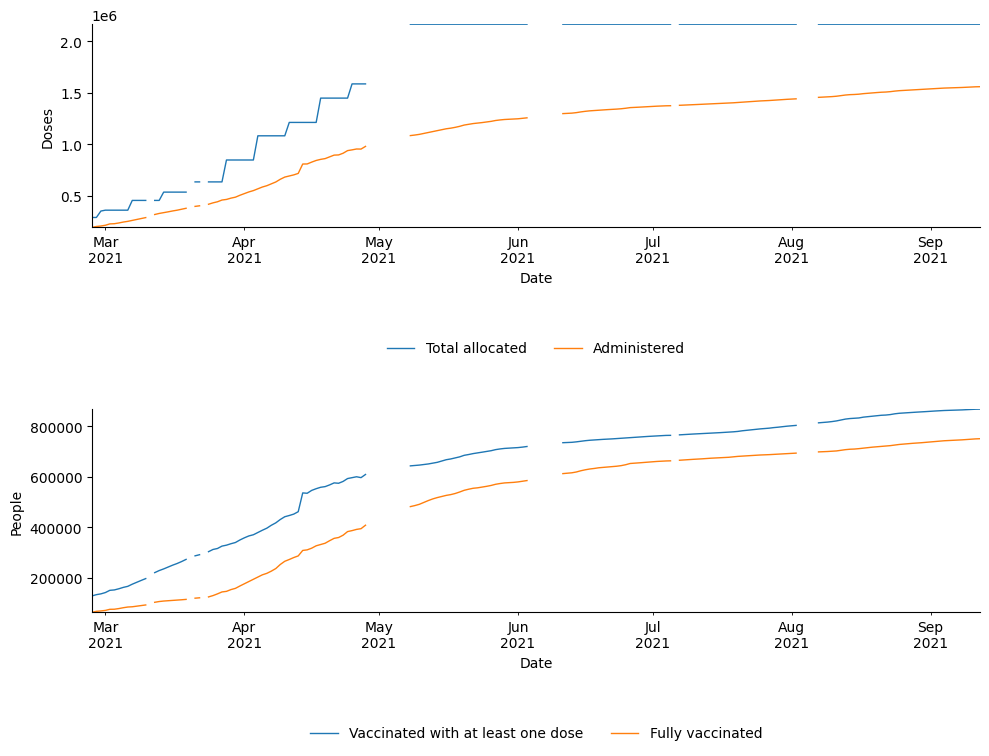 1e6
2.0
1.5
1.0
0.5
Doses
Mar Apr May Jun Jul Aug Sep
2021 2021 2021 2021 2021 2021 2021
Date
Total allocated Administered
800000
600000
400000
200000
People
Mar Apr May Jun Jul Aug Sep
2021 2021 2021 2021 2021 2021 2021
Date
Vaccinated with at least one dose Fully vaccinated